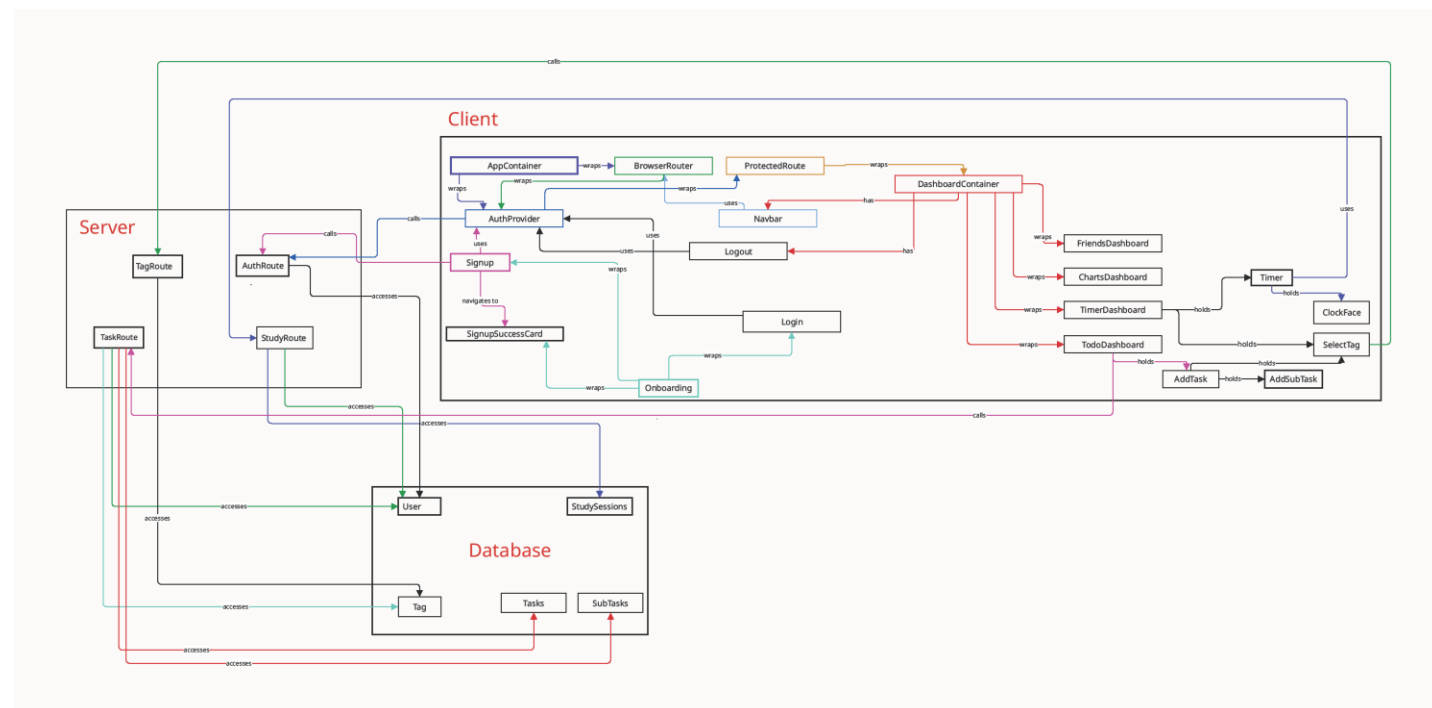 calls
Client
AppContainer
wraps
BrowserRouter
ProtectedRoute
wraps
DashboardContainer
wraps
wraps
wraps
uses
has
uses
Server
calls
AuthProvider
Navbar
calls
uses
uses
uses
Logout
has
wraps
FriendsDashboard
TagRoute
AuthRoute
Signup
wraps
wraps
ChartsDashboard
Timer
accesses
navigates to
holds
wraps
TimerDashboard
holds
ClockFace
TaskRoute
StudyRoute
SignupSuccessCard
Login
wraps
TodoDashboard
holds
SelectTag
wraps
holds
holds
wraps
Onboarding
AddTask
holds
AddSubTask
accesses
calls
accesses
accesses
User
StudySessions
accesses
Database
accesses
Tag
Tasks
SubTasks
accesses
accesses